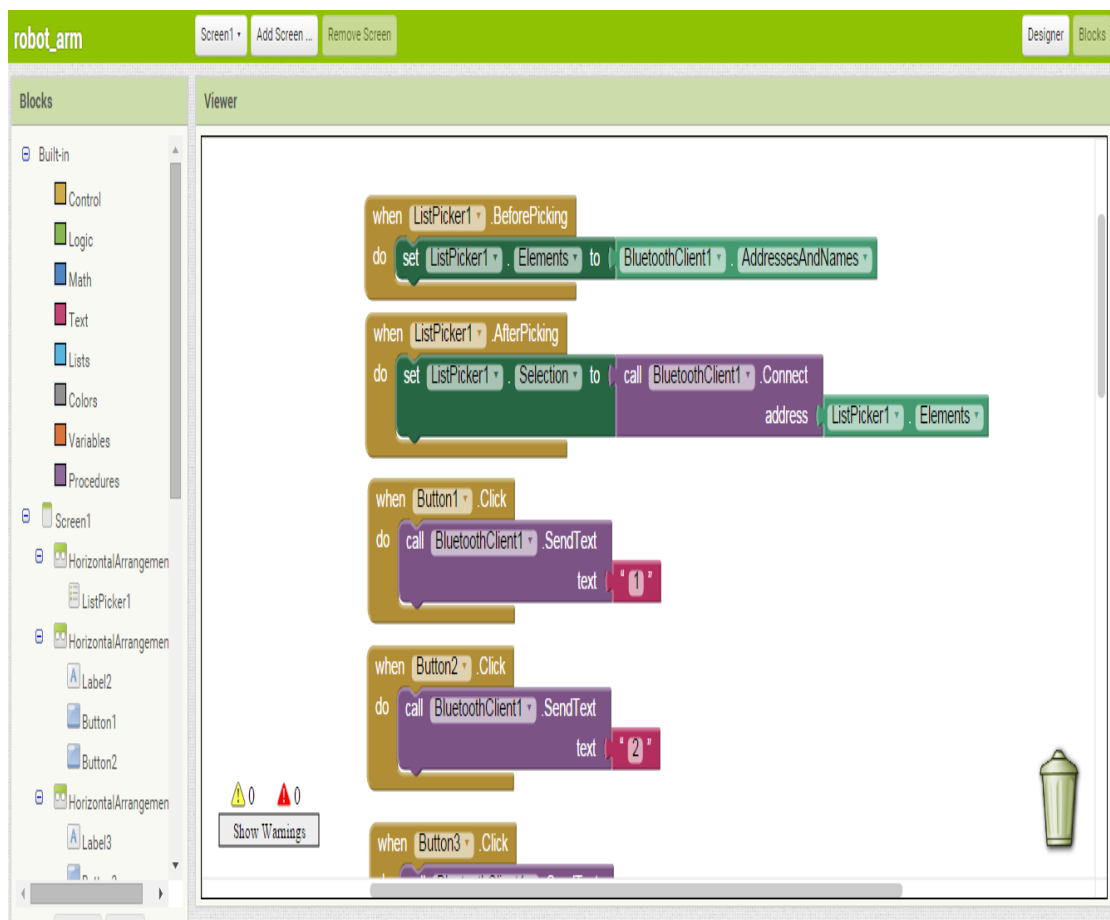 robot_arm
Screen1
Add Screen ...
Remove Screen
Designer
Blocks
Blocks
Viewer
Built-in
Control
Logic
Math
Text
Lists
Colors
Variables
Procedures
Screen1
HorizontalArrangemen
ListPicker1
HorizontalArrangemen
Label2
Button1
Button2
HorizontalArrangemen
Label3
when ListPicker1 .BeforePicking
do set ListPicker1 . Elements to BluetoothClient1 . AddressesAndNames
when ListPicker1 .AfterPicking
do set ListPicker1 . Selection to call BluetoothClient1 .Connect
address ListPicker1 . Elements
when Button1 .Click
do call BluetoothClient1 .SendText
text " 1 "
when Button2 .Click
do call BluetoothClient1 .SendText
text " 2 "
when Button3 .Click
0 0
Show Warnings